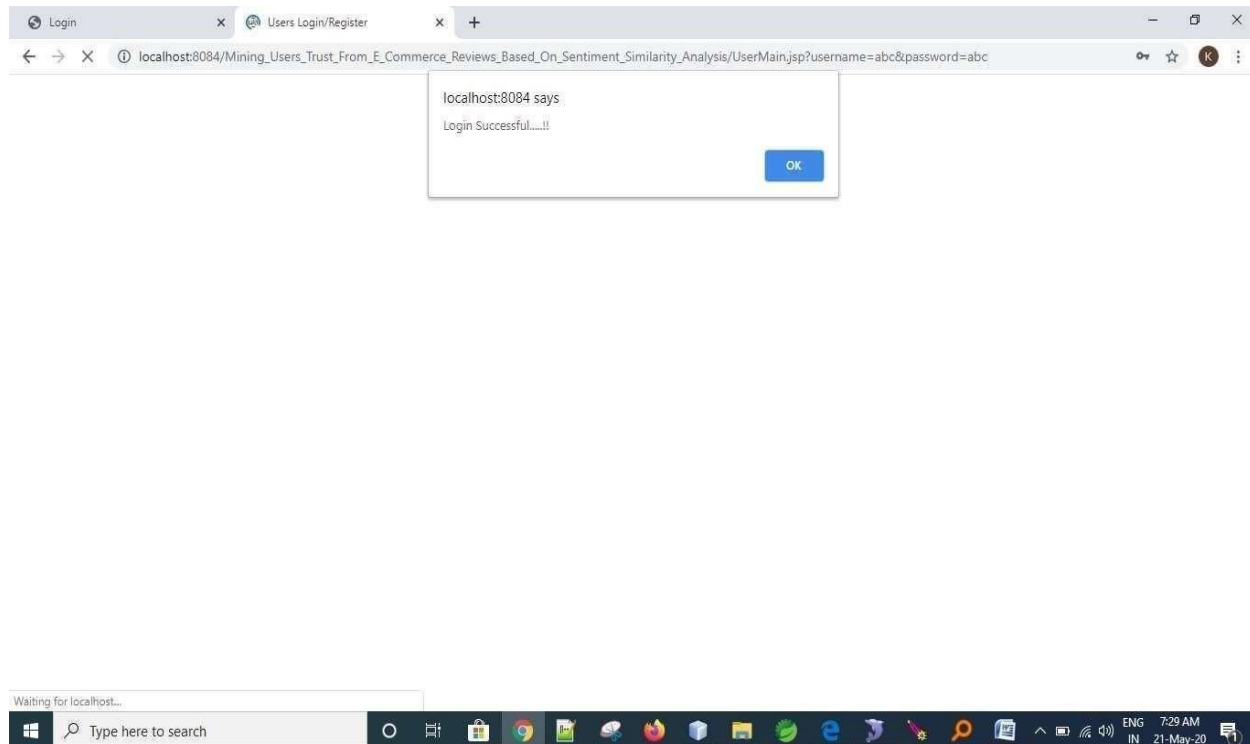 Login
Users Login/Register
localhost:8084/Mining_Users_Trust_From_E_Commerce_Reviews_Based_On_Sentiment_Similarity_Analysis/UserMain.jsp?username=abc&password=abc
K
localhost:8084 says
Login Successful.....!!
OK
Waiting for localhost...
Type here to search
ENG 7:29 AM
IN 21-May-20
1